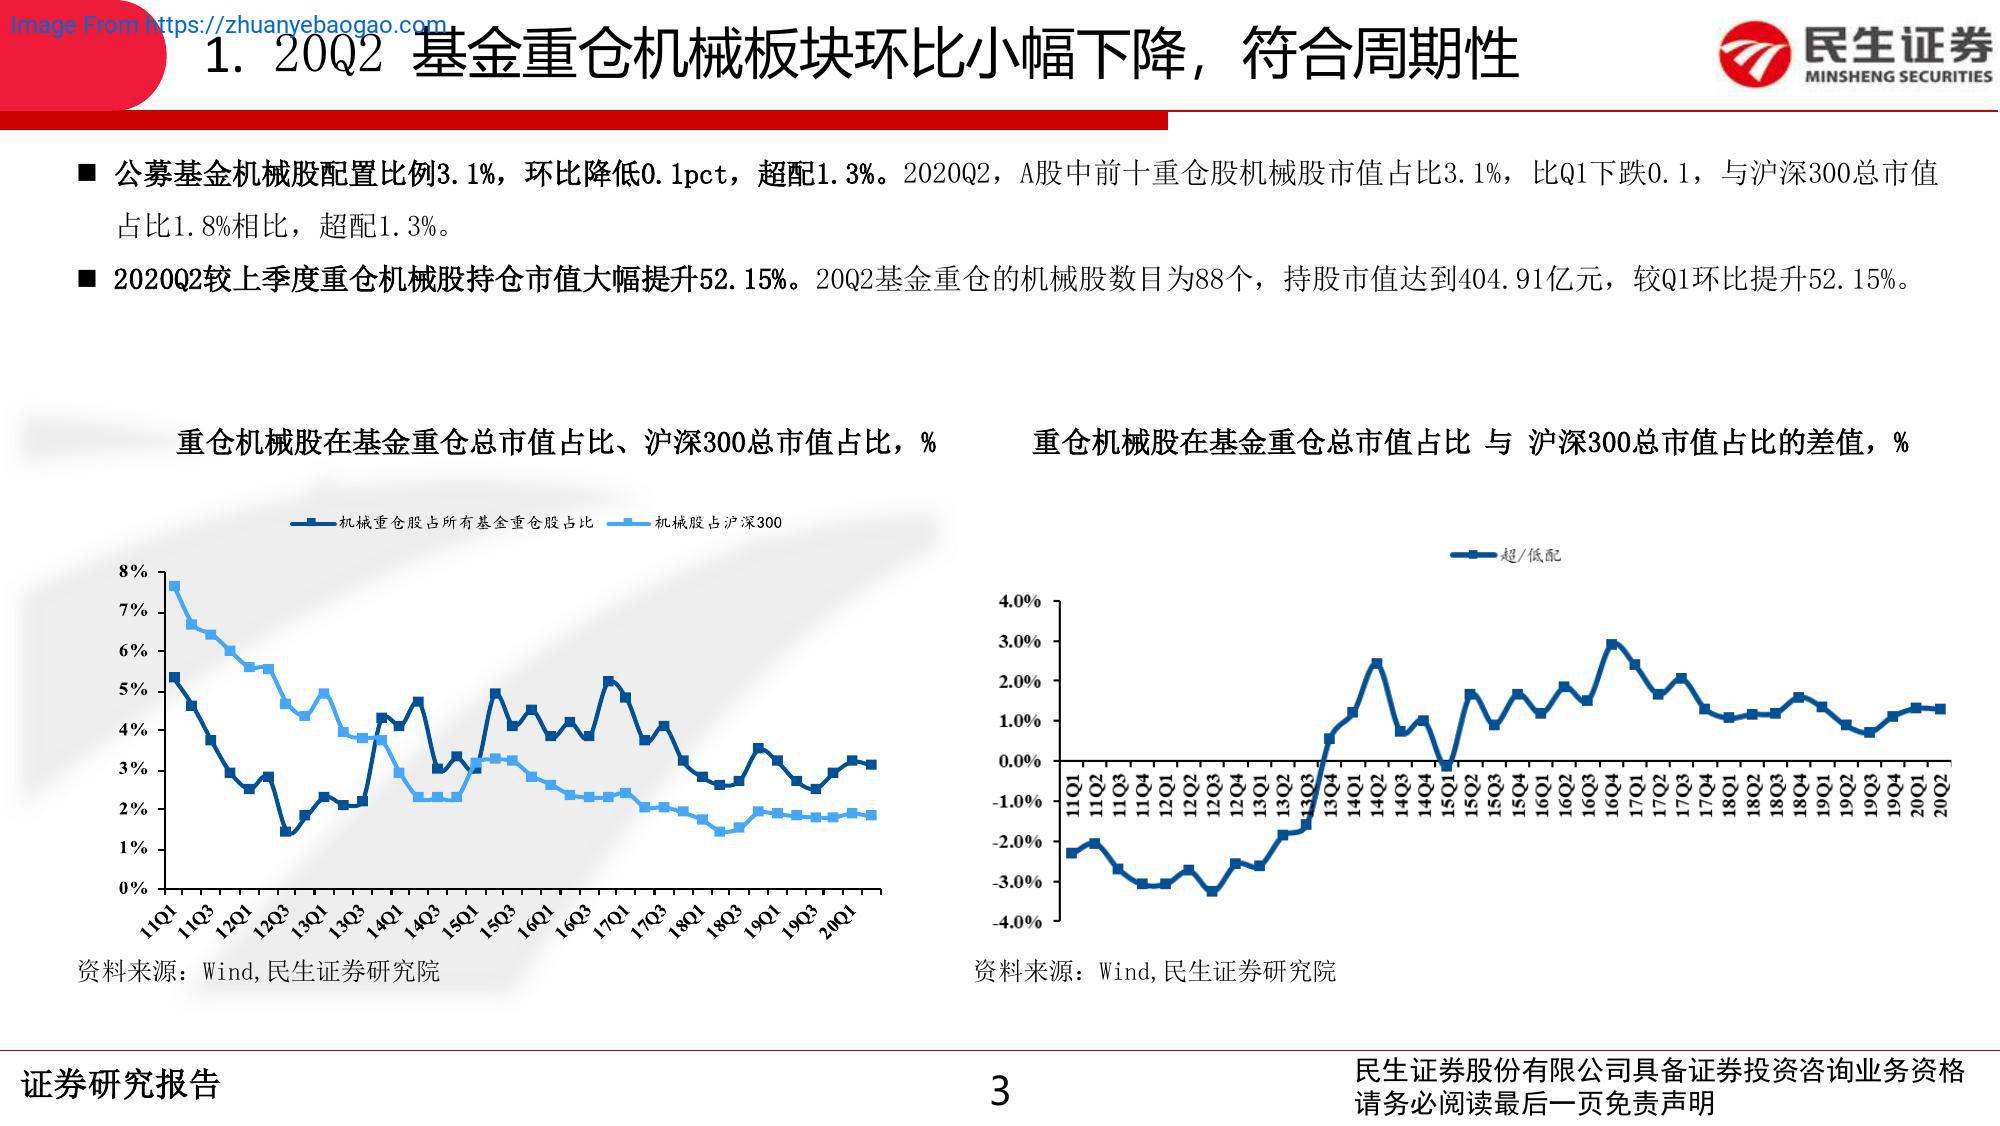 Image From https://zhuanyebaogao.com
1. 20Q2 基金重仓机械板块环比小幅下降，符合周期性
民生证券
MINSHENG SECURITIES
■ 公募基金机械股配置比例3.1%，环比降低0.1pct，超配1.3%。2020Q2，A股中前十重仓股机械股市值占比3.1%，比Q1下跌0.1，与沪深300总市值
占比1.8%相比，超配1.3%。
■ 2020Q2较上季度重仓机械股持仓市值大幅提升52.15%。20Q2基金重仓的机械股数目为88个，持股市值达到404.91亿元，较Q1环比提升52.15%。
重仓机械股在基金重仓总市值占比、沪深300总市值占比，%
机械重仓股占所有基金重仓股占比 机械股占沪深300
8%
7%
6%
5%
4%
3%
2%
1%
0%
11Q1 11Q3 12Q1 12Q3 13Q1 13Q3 14Q1 14Q3 15Q1 15Q3 16Q1 16Q3 17Q1 17Q3 18Q1 18Q3 19Q1 19Q3 20Q1
资料来源：Wind,民生证券研究院
重仓机械股在基金重仓总市值占比 与 沪深300总市值占比的差值，%
超/低配
4.0%
3.0%
2.0%
1.0%
0.0%
-1.0%
-2.0%
-3.0%
-4.0%
11Q1 11Q2 11Q3 11Q4 12Q1 12Q2 12Q3 12Q4 13Q1 13Q2 13Q3 13Q4 14Q1 14Q2 14Q3 14Q4 15Q1 15Q2 15Q3 15Q4 16Q1 16Q2 16Q3 16Q4 17Q1 17Q2 17Q3 17Q4 18Q1 18Q2 18Q3 18Q4 19Q1 19Q2 19Q3 19Q4 20Q1 20Q2
资料来源：Wind,民生证券研究院
证券研究报告
3
民生证券股份有限公司具备证券投资咨询业务资格
请务必阅读最后一页免责声明